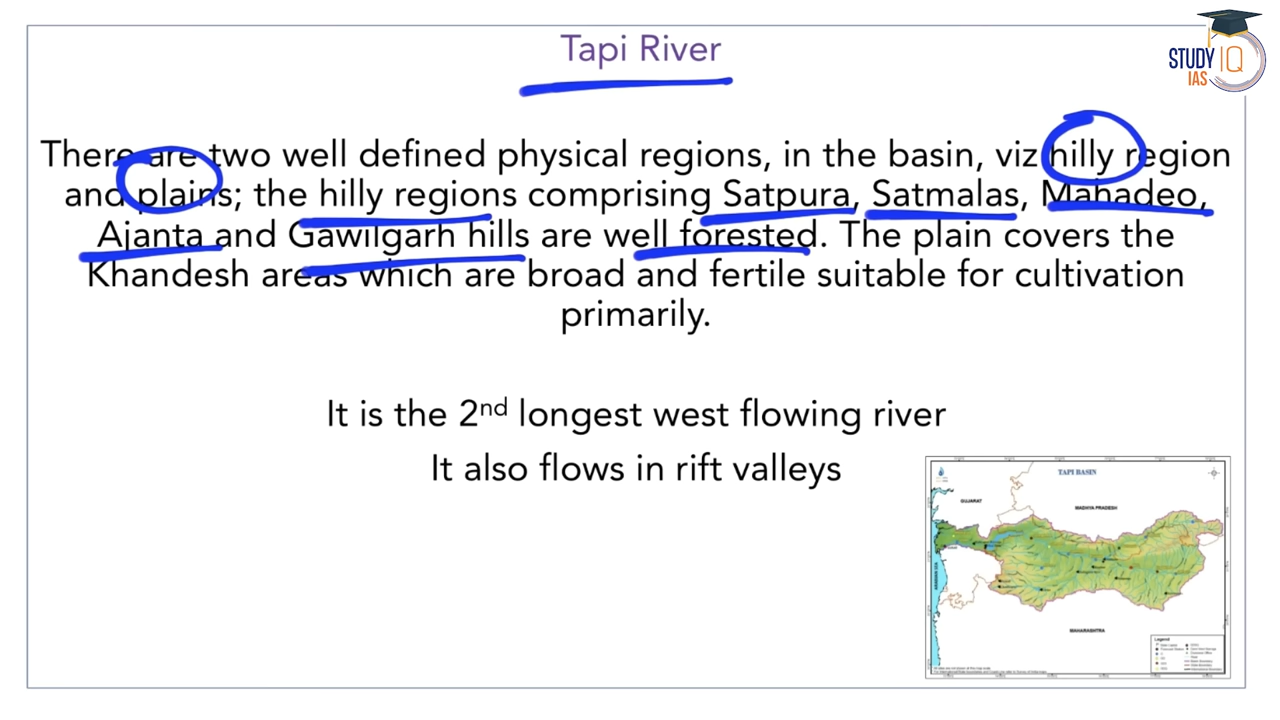 Tapi River
STUDY IQ
IAS
There are two well defined physical regions, in the basin, viz hilly region
and plains; the hilly regions comprising Satpura, Satmalas, Mahadeo,
Ajanta and Gawilgarh hills are well forested. The plain covers the
Khandesh areas which are broad and fertile suitable for cultivation
primarily.
It is the 2nd longest west flowing river
It also flows in rift valleys
TAPI BASIN
GUJARAT
MADHYA PRADESH
ARABIAN SEA
MAHARASHTRA
Legend